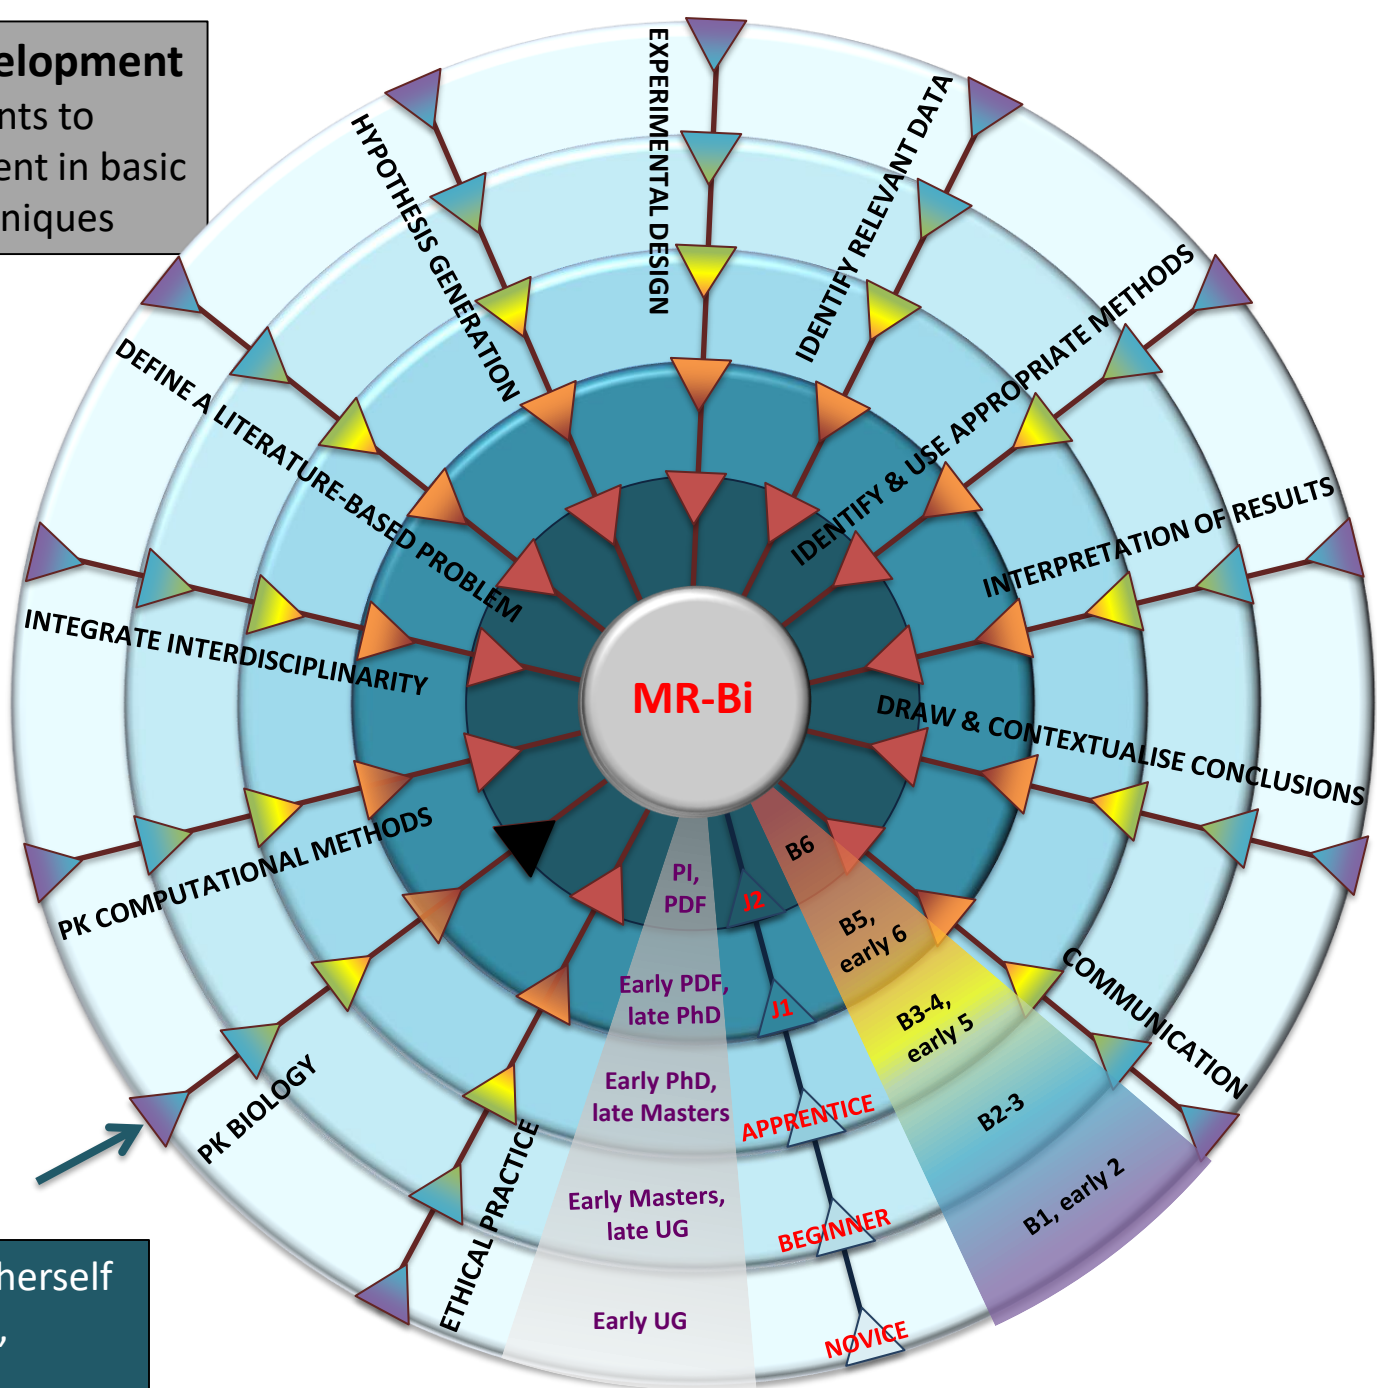 elopment
nts to
ent in basic
niques
EXPERIMENTAL DESIGN
IDENTIFY RELEVANT DATA
HYPOTHESIS GENERATION
IDENTIFY & USE APPROPRIATE METHODS
DEFINE A LITERATURE-BASED PROBLEM
INTERPRETATION OF RESULTS
INTEGRATE INTERDISCIPLINARITY
MR-Bi
DRAW & CONTEXTUALISE CONCLUSIONS
PK COMPUTATIONAL METHODS
COMMUNICATION
PK BIOLOGY
ETHICAL PRACTICE
PI,
PDF
Early PDF,
late PhD
Early PhD,
late Masters
Early Masters,
late UG
Early UG
J2
J1
APPRENTICE
BEGINNER
NOVICE
B6
B5,
early 6
B3-4,
early 5
B2-3
B1, early 2
herself
,